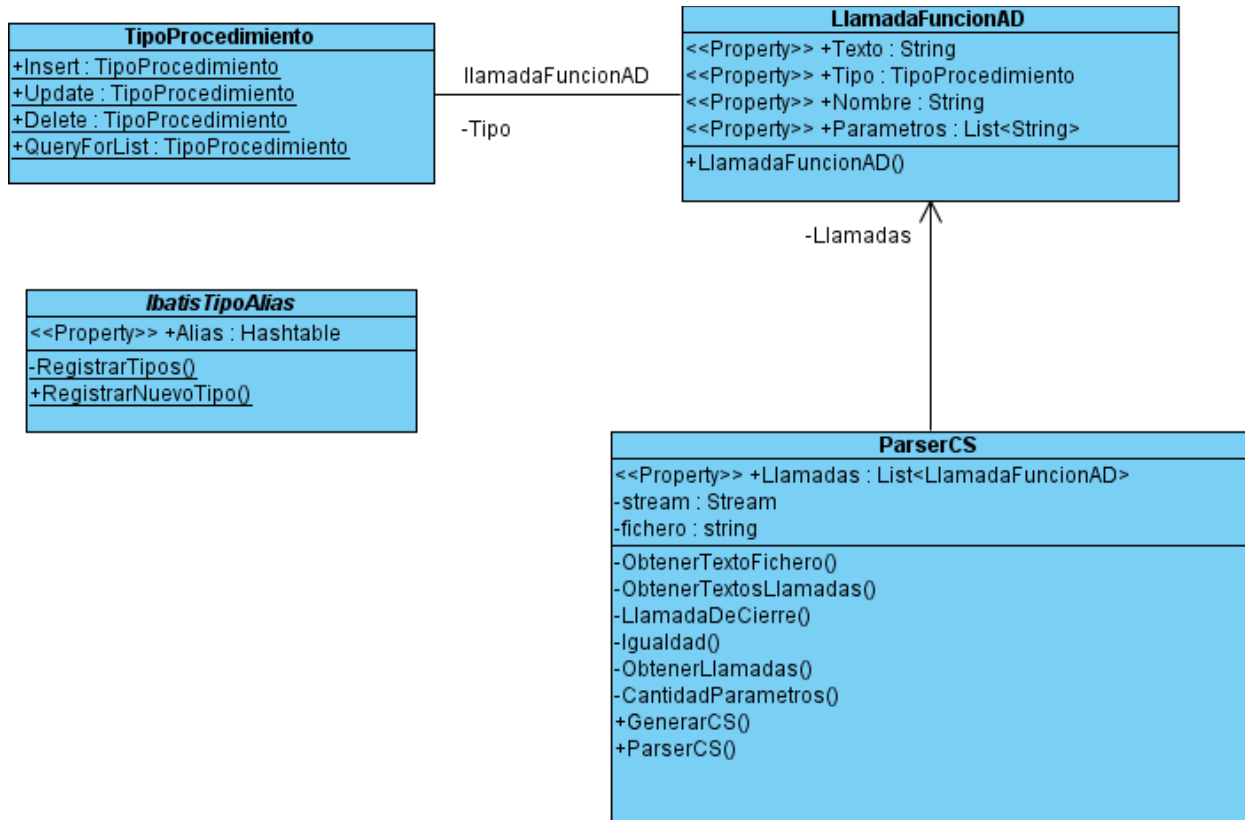 TipoProcedimiento
+Insert : TipoProcedimiento
+Update : TipoProcedimiento
+Delete : TipoProcedimiento
+QueryForList : TipoProcedimiento
llamadaFuncionAD
-Tipo
LlamadaFuncionAD
<<Property>> +Texto : String
<<Property>> +Tipo : TipoProcedimiento
<<Property>> +Nombre : String
<<Property>> +Parametros : List<String>
+LlamadaFuncionAD()
-Llamadas
IbatisTipoAlias
<<Property>> +Alias : Hashtable
-RegistrarTipos()
+RegistrarNuevoTipo()
ParserCS
<<Property>> +Llamadas : List<LlamadaFuncionAD>
-stream : Stream
-fichero : string
-ObtenerTextoFichero()
-ObtenerTextosLlamadas()
-LlamadaDeCierre()
-Igualdad()
-ObtenerLlamadas()
-CantidadParametros()
+GenerarCS()
+ParserCS()